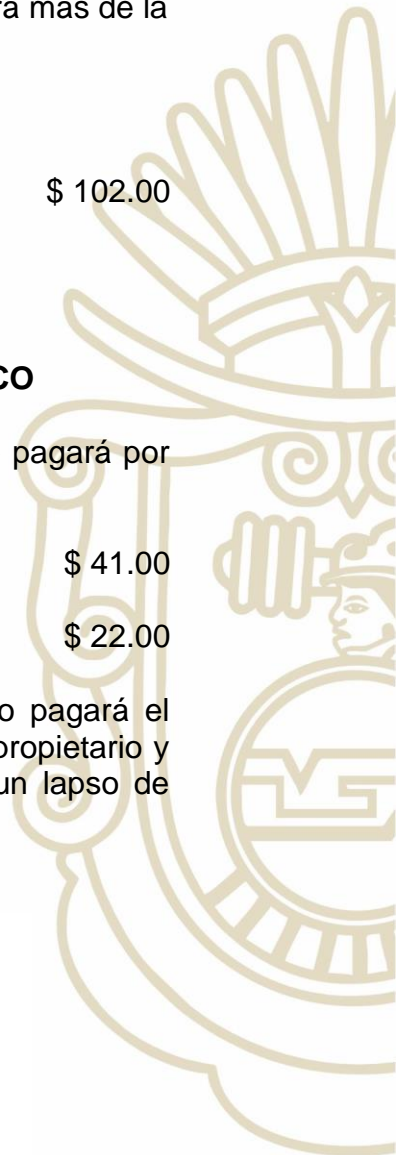 ra más de la
$ 102.00
CO
pagará por
$ 41.00
$ 22.00
o pagará el
propietario y
un lapso de